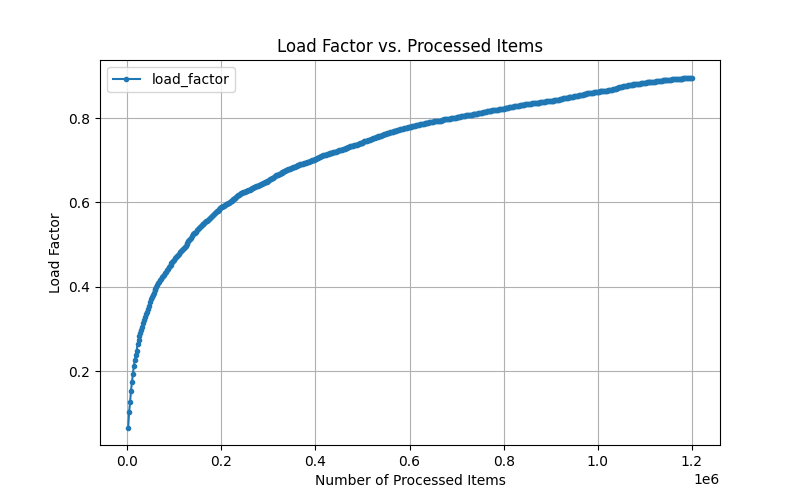 Load Factor vs. Processed Items
load_factor
Load Factor
0.8
0.6
0.4
0.2
0.0 0.2 0.4 0.6 0.8 1.0 1.2
1e6
Number of Processed Items